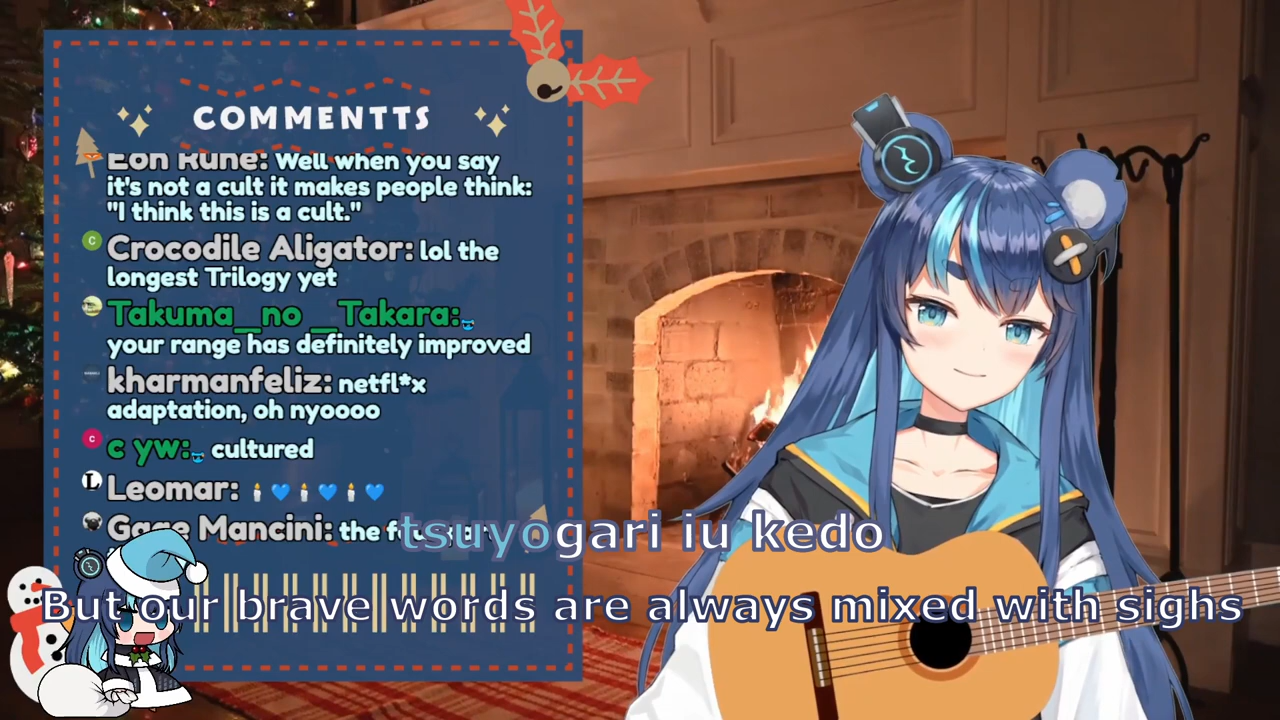 COMMENTTS
Eon Rune: Well when you say
it's not a cult it makes people think:
"I think this is a cult."
Crocodile Aligator: lol the
longest Trilogy yet
Takuma_no _Takara:
your range has definitely improved
kharmanfeliz: netfl*x
adaptation, oh nyoooo
c yw: cultured
Leomar:
Gage Mancini: the
tsuyogari iu kedo
But our brave words are always mixed with sighs